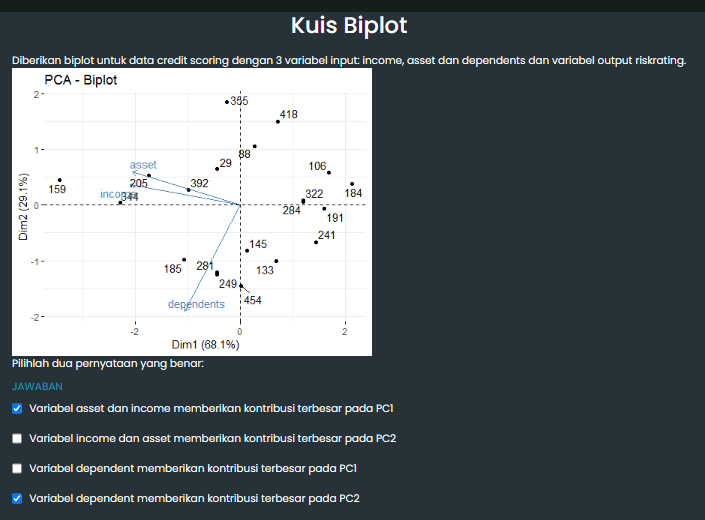 Kuis Biplot
Diberikan biplot untuk data credit scoring dengan 3 variabel input: income, asset dan dependents dan variabel output riskrating.
PCA - Biplot
2
355
418
88
1
29
106
asset
159
205
392
184
income
344
322
0
284
191
241
145
-1
185
281
133
249
454
dependents
-2
Dim2 (29.1%)
-2
0
2
Dim1 (68.1%)
Pilihlah dua pernyataan yang benar:
JAWABAN
Variabel asset dan income memberikan kontribusi terbesar pada PC1
Variabel income dan asset memberikan kontribusi terbesar pada PC2
Variabel dependent memberikan kontribusi terbesar pada PC1
Variabel dependent memberikan kontribusi terbesar pada PC2